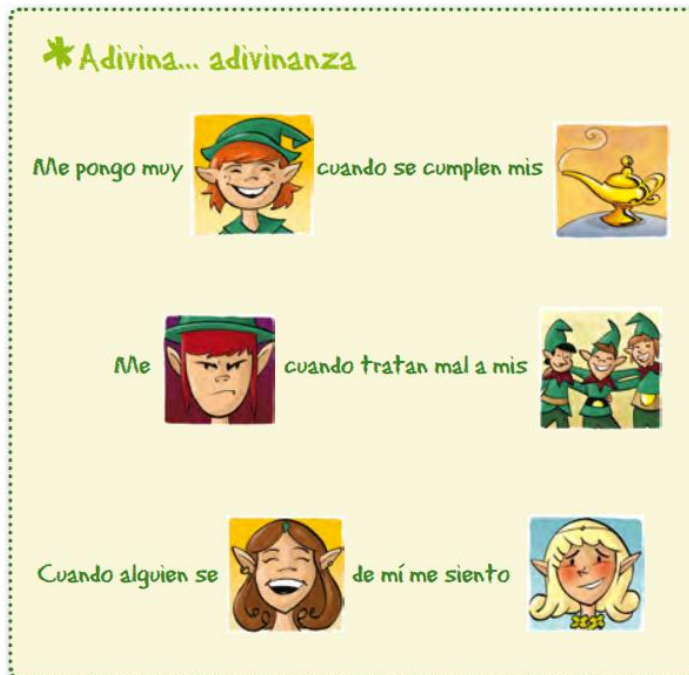 *Adivina... adivinanza
Me pongo muy cuando se cumplen mis
Me cuando tratan mal a mis
Cuando alguien se de mí me siento